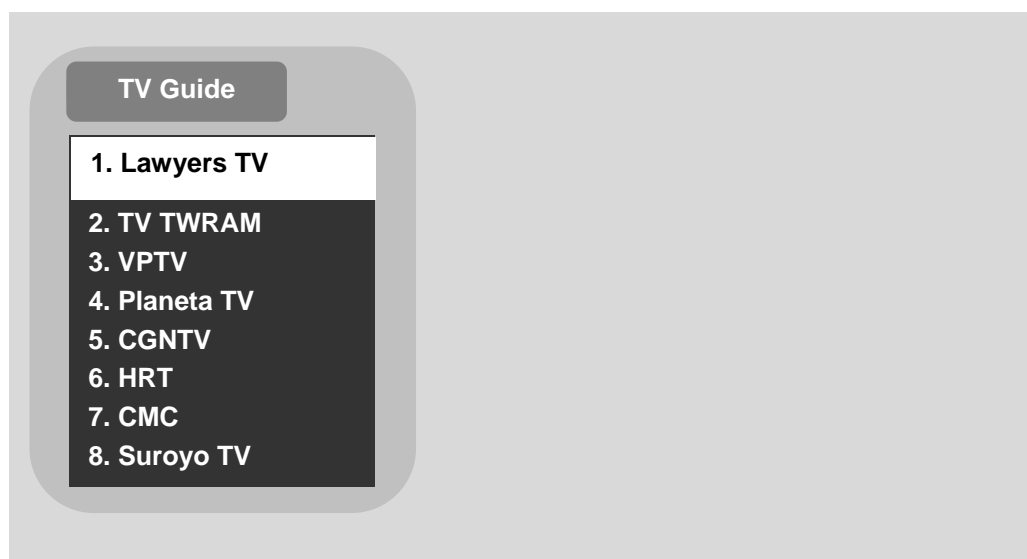 TV Guide
1. Lawyers TV
2. TV TWRAM
3. VPTV
4. Planeta TV
5. CGNTV
6. HRT
7. CMC
8. Suroyo TV